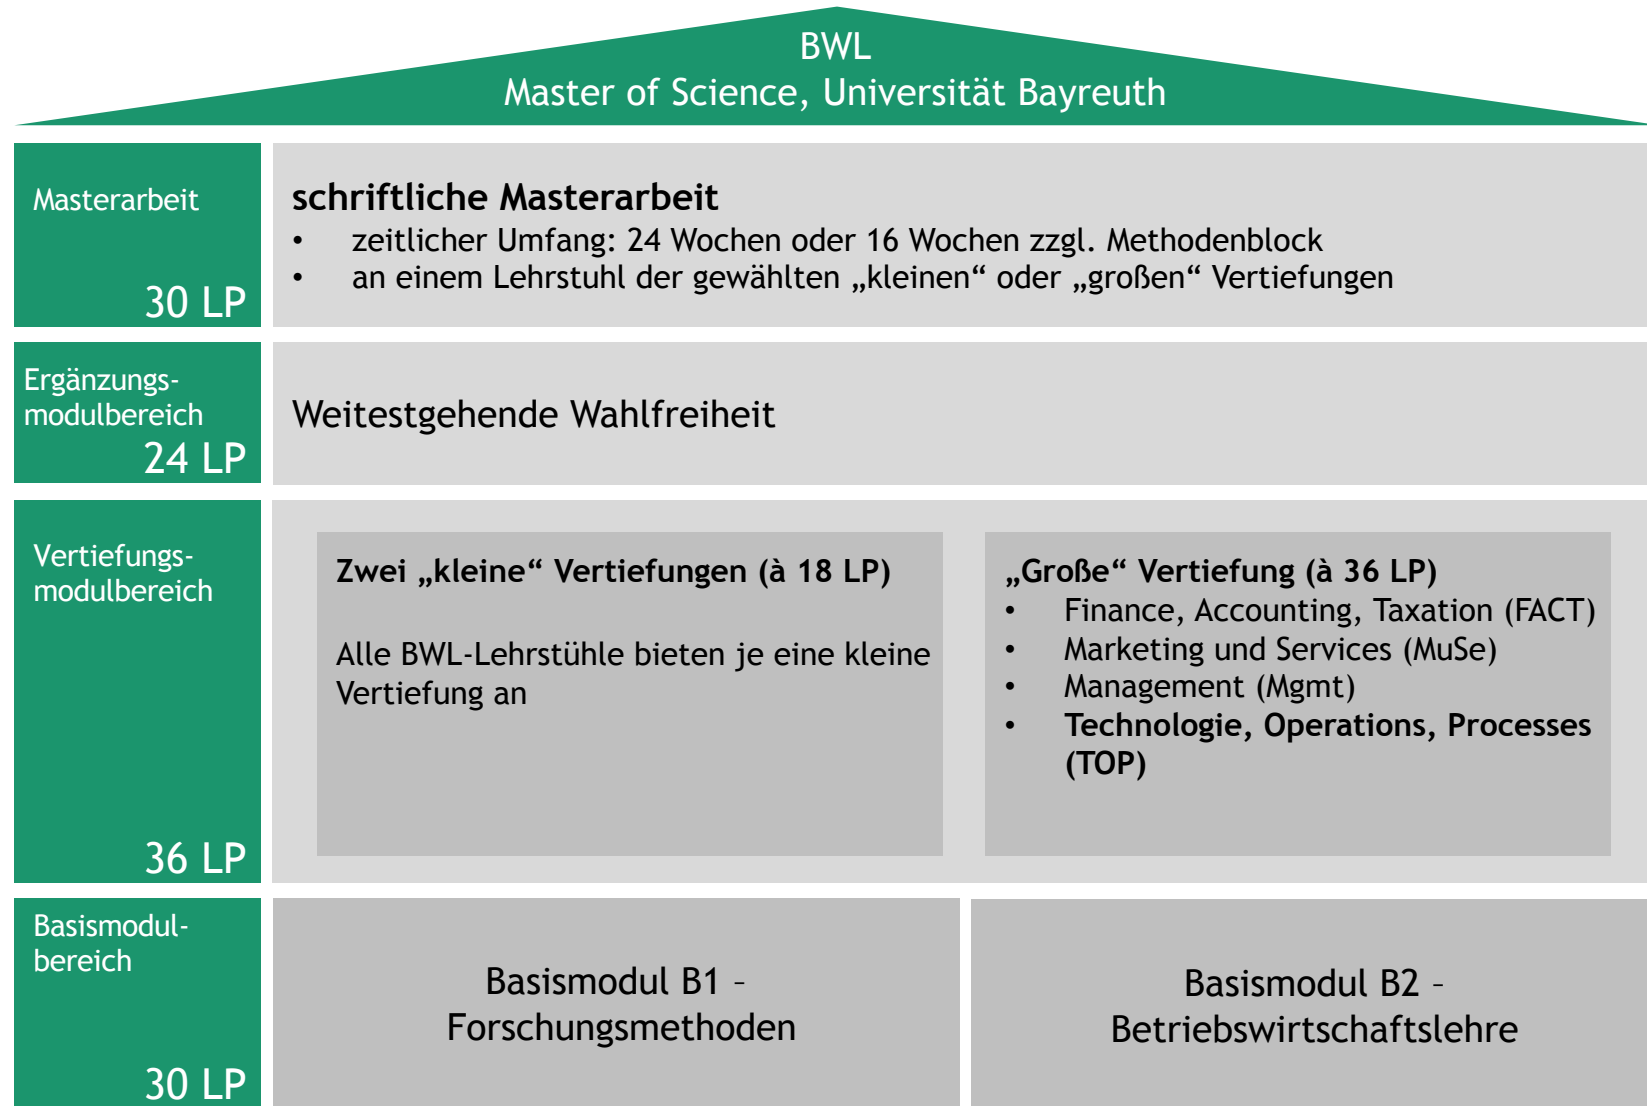 BWL
Master of Science, Universität Bayreuth
Masterarbeit
30 LP
schriftliche Masterarbeit
• zeitlicher Umfang: 24 Wochen oder 16 Wochen zzgl. Methodenblock
• an einem Lehrstuhl der gewählten „kleinen“ oder „großen“ Vertiefungen
Ergänzungs-
modulbereich
24 LP
Weitestgehende Wahlfreiheit
Vertiefungs-
modulbereich
36 LP
Zwei „kleine“ Vertiefungen (à 18 LP)
Alle BWL-Lehrstühle bieten je eine kleine
Vertiefung an
„Große“ Vertiefung (à 36 LP)
• Finance, Accounting, Taxation (FACT)
• Marketing und Services (MuSe)
• Management (Mgmt)
• Technologie, Operations, Processes
(TOP)
Basismodul-
bereich
30 LP
Basismodul B1 –
Forschungsmethoden
Basismodul B2 –
Betriebswirtschaftslehre